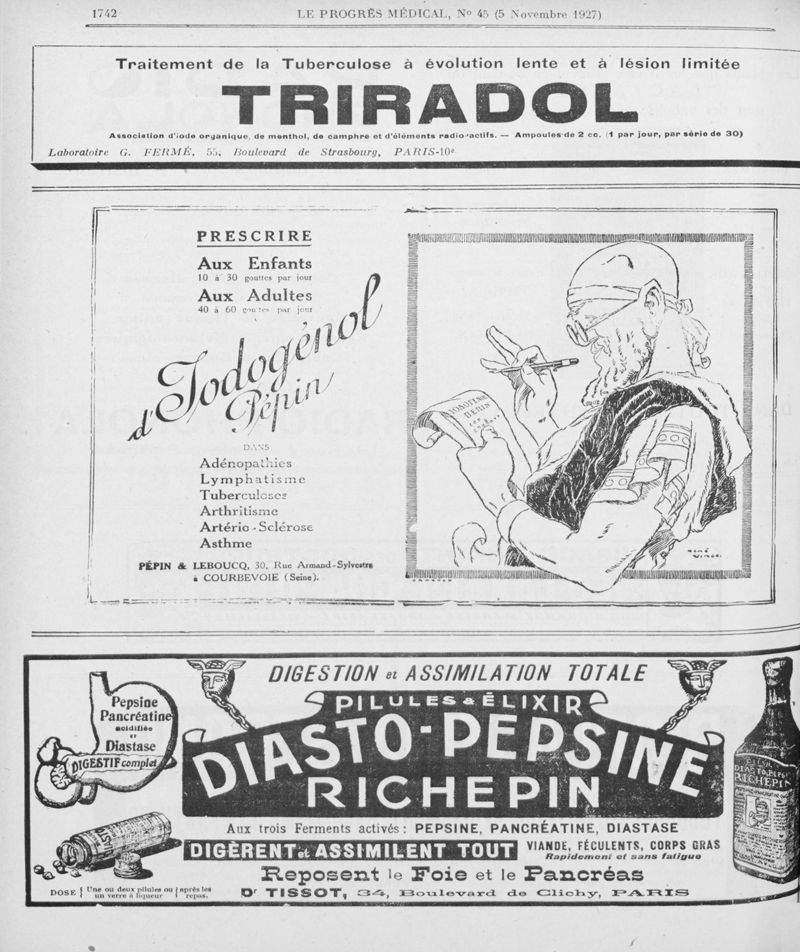 1742
LE PROGRÈS MÉDICAL, No 45 (5 Novembre 1927)
Traitement de la Tuberculose à évolution lente et à lésion limitée
TRIRADOL
Association d'iode organique, de menthol, de camphre et d'éléments radio-actifs. — Ampoules de 2 cc. (1 par jour, par série de 30)
Laboratoire G. FERMÉ, 55, Boulevard de Strasbourg, PARIS-10e
PRESCRIRE
Aux Enfants
10 à 30 gouttes par jour
Aux Adultes
40 à 60 gouttes par jour
d'Iodogénol
Pépin
DANS
Adénopathies
Lymphatisme
Tuberculoses
Arthritisme
Artério-Sclérose
Asthme
PÉPIN & LEBOUCQ, 30, Rue Armand-Sylvestre
à COURBEVOIE (Seine).
DIGESTION et ASSIMILATION TOTALE
PILULES & ÉLIXIR
DIASTO-PEPSINE
RICHEPIN
Pepsine
Pancréatine
acidifiée
et
Diastase
DIGESTIF complet
Aux trois Ferments activés : PEPSINE, PANCRÉATINE, DIASTASE
DIGÈRENT et ASSIMILENT TOUT
VIANDE, FÉCULENTS, CORPS GRAS
Rapidement et sans fatigue
Reposent le Foie et le Pancréas
DOSE { Une ou deux pilules ou } après les
un verre à liqueur repas.
Dr TISSOT, 34, Boulevard de Clichy, PARIS
DIASTO-PEPSI
RICHEPIN